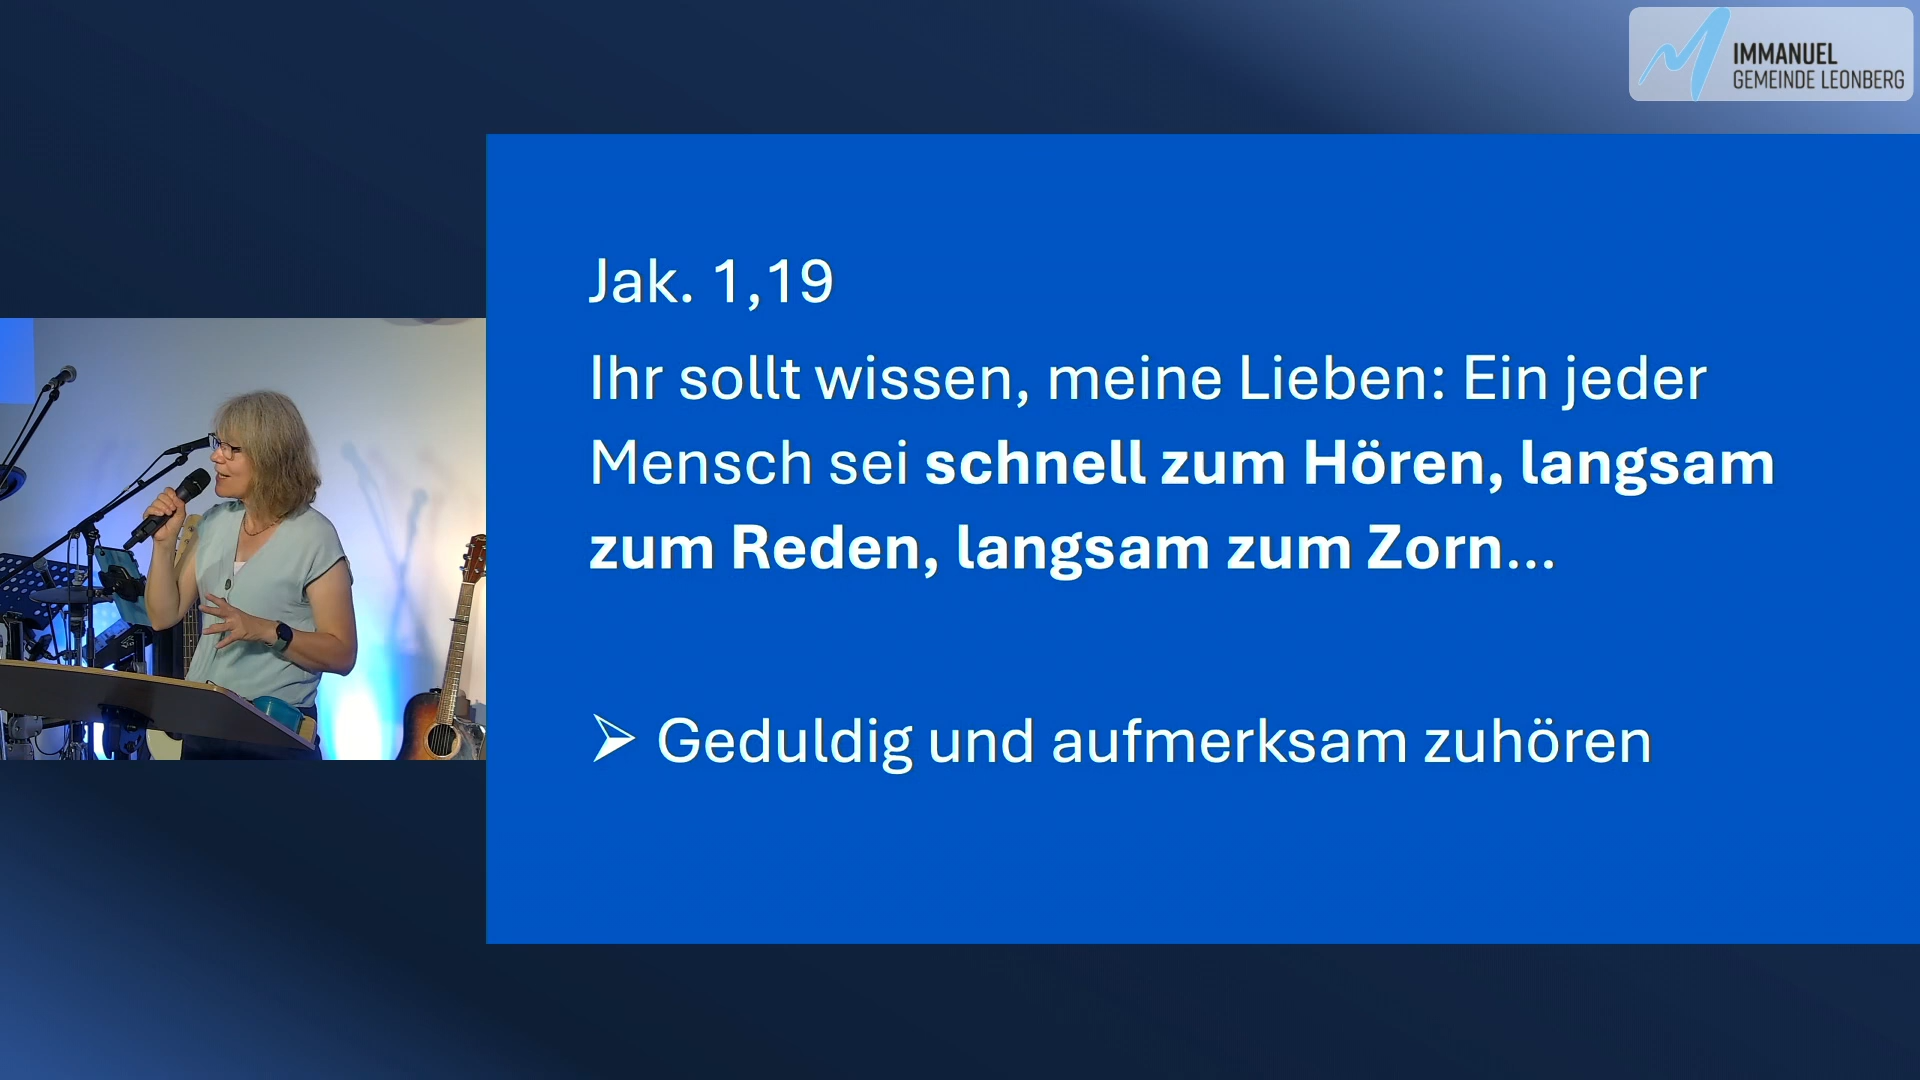 IMMANUEL
GEMEINDE LEONBERG
Jak. 1,19
Ihr sollt wissen, meine Lieben: Ein jeder
Mensch sei schnell zum Hören, langsam
zum Reden, langsam zum Zorn...
➢ Geduldig und aufmerksam zuhören